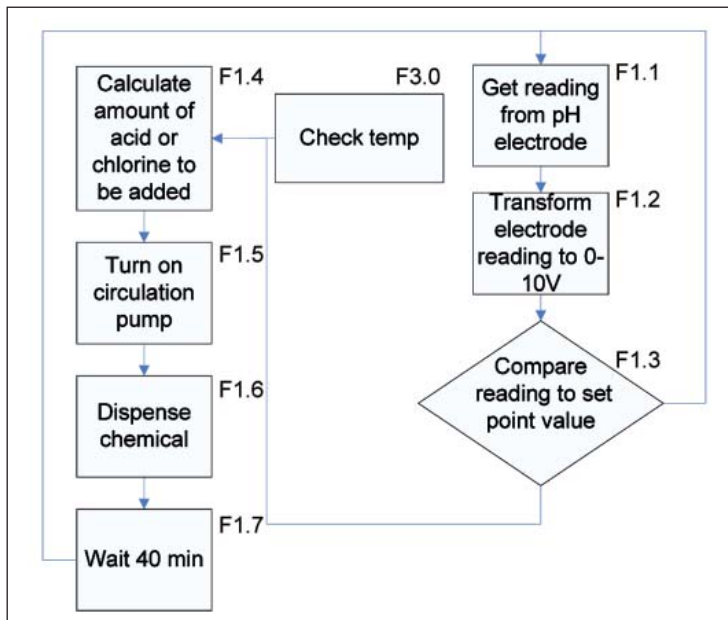 F1.4
Calculate
amount of
acid or
chlorine to
be added
F1.5
Turn on
circulation
pump
F1.6
Dispense
chemical
F1.7
Wait 40 min
F3.0
Check temp
F1.1
Get reading
from pH
electrode
F1.2
Transform
electrode
reading to 0-
10V
F1.3
Compare
reading to set
point value